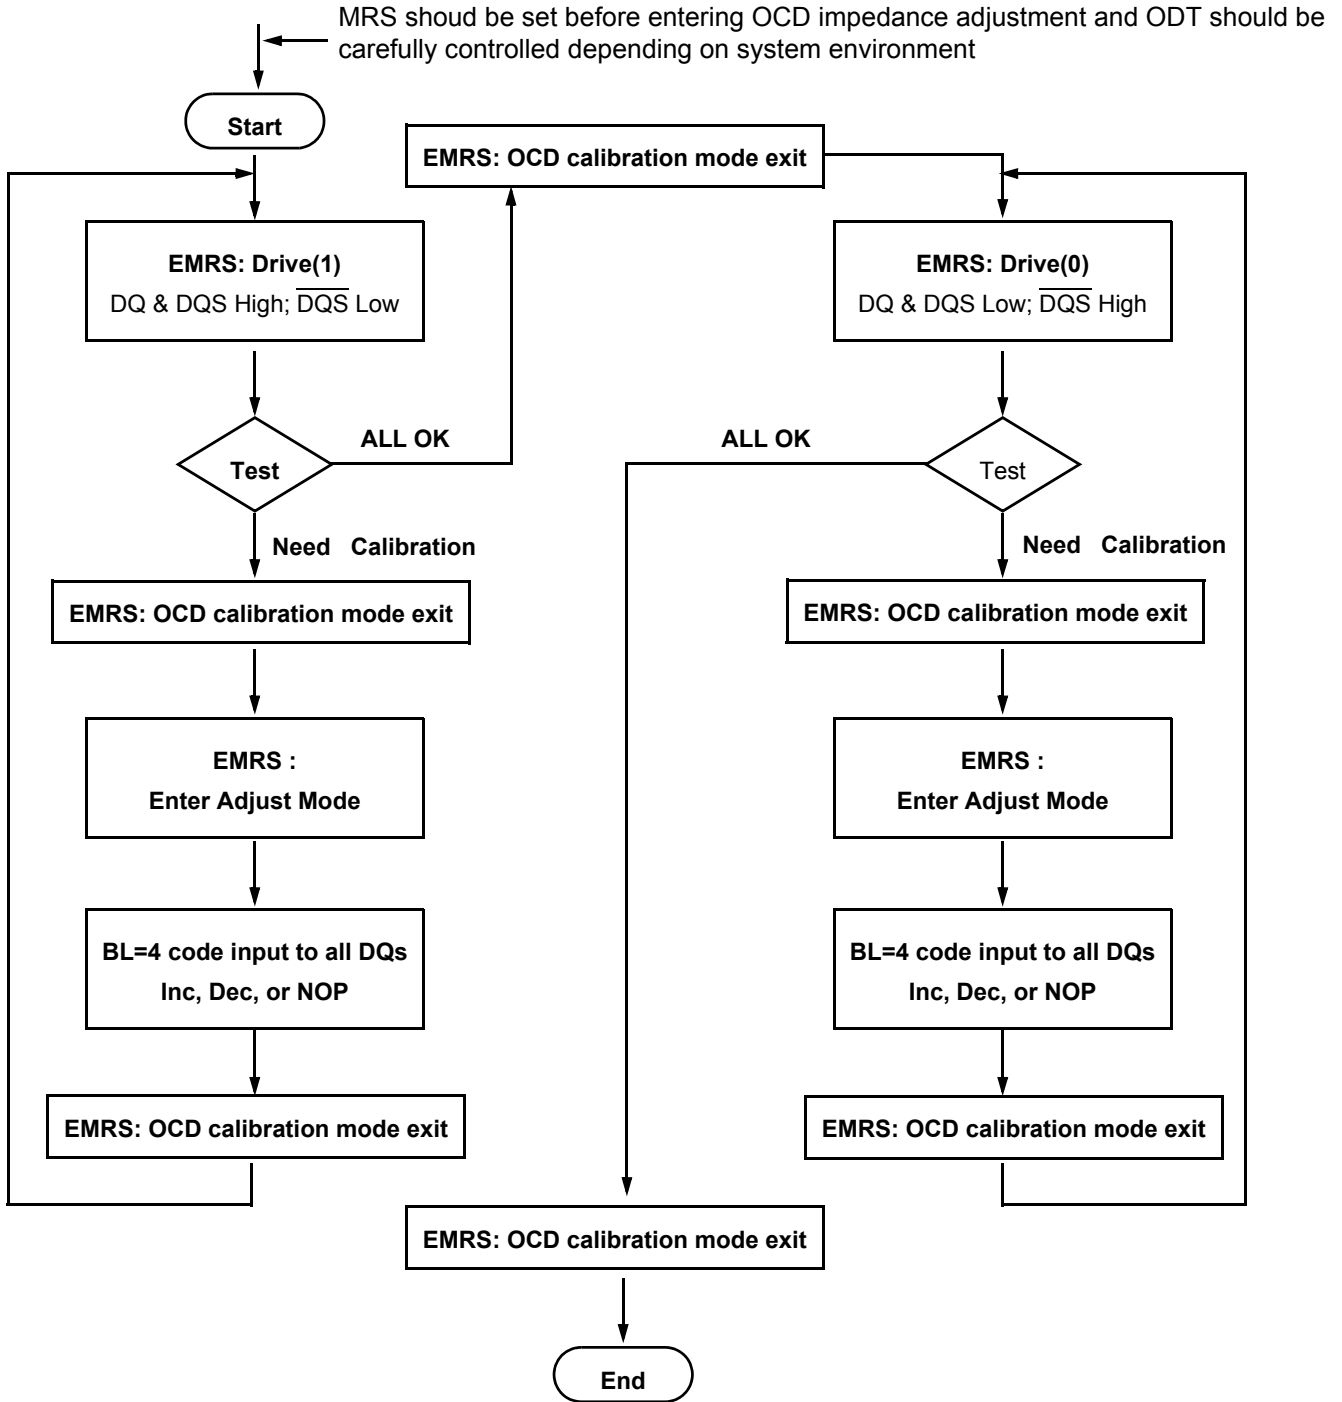 MRS shoud be set before entering OCD impedance adjustment and ODT should be
carefully controlled depending on system environment
Start
EMRS: OCD calibration mode exit
EMRS: Drive(1)
DQ & DQS High; D̅Q̅S̅ Low
EMRS: Drive(0)
DQ & DQS Low; D̅Q̅S̅ High
ALL OK
Test
Need Calibration
ALL OK
Test
Need Calibration
EMRS: OCD calibration mode exit
EMRS: OCD calibration mode exit
EMRS :
Enter Adjust Mode
EMRS :
Enter Adjust Mode
BL=4 code input to all DQs
Inc, Dec, or NOP
BL=4 code input to all DQs
Inc, Dec, or NOP
EMRS: OCD calibration mode exit
EMRS: OCD calibration mode exit
EMRS: OCD calibration mode exit
End